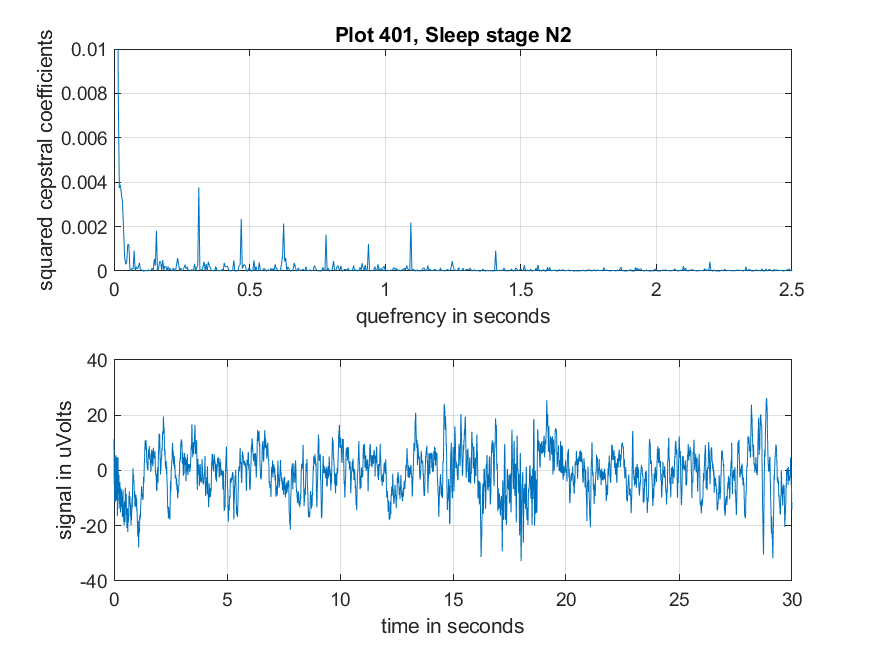 Plot 401, Sleep stage N2
squared cepstral coefficients
0.01
0.008
0.006
0.004
0.002
0
0 0.5 1 1.5 2 2.5
quefrency in seconds
signal in uVolts
40
20
0
-20
-40
0 5 10 15 20 25 30
time in seconds